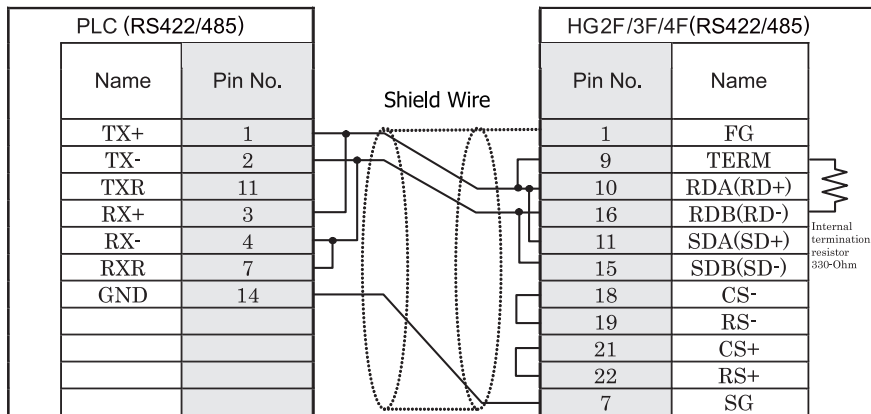 PLC (RS422/485)
Name Pin No.
TX+ 1
TX- 2
TXR 11
RX+ 3
RX- 4
RXR 7
GND 14
Shield Wire
HG2F/3F/4F(RS422/485)
Pin No. Name
1 FG
9 TERM
10 RDA(RD+)
16 RDB(RD-)
11 SDA(SD+)
15 SDB(SD-)
18 CS-
19 RS-
21 CS+
22 RS+
7 SG
Internal
termination
resistor
330-Ohm